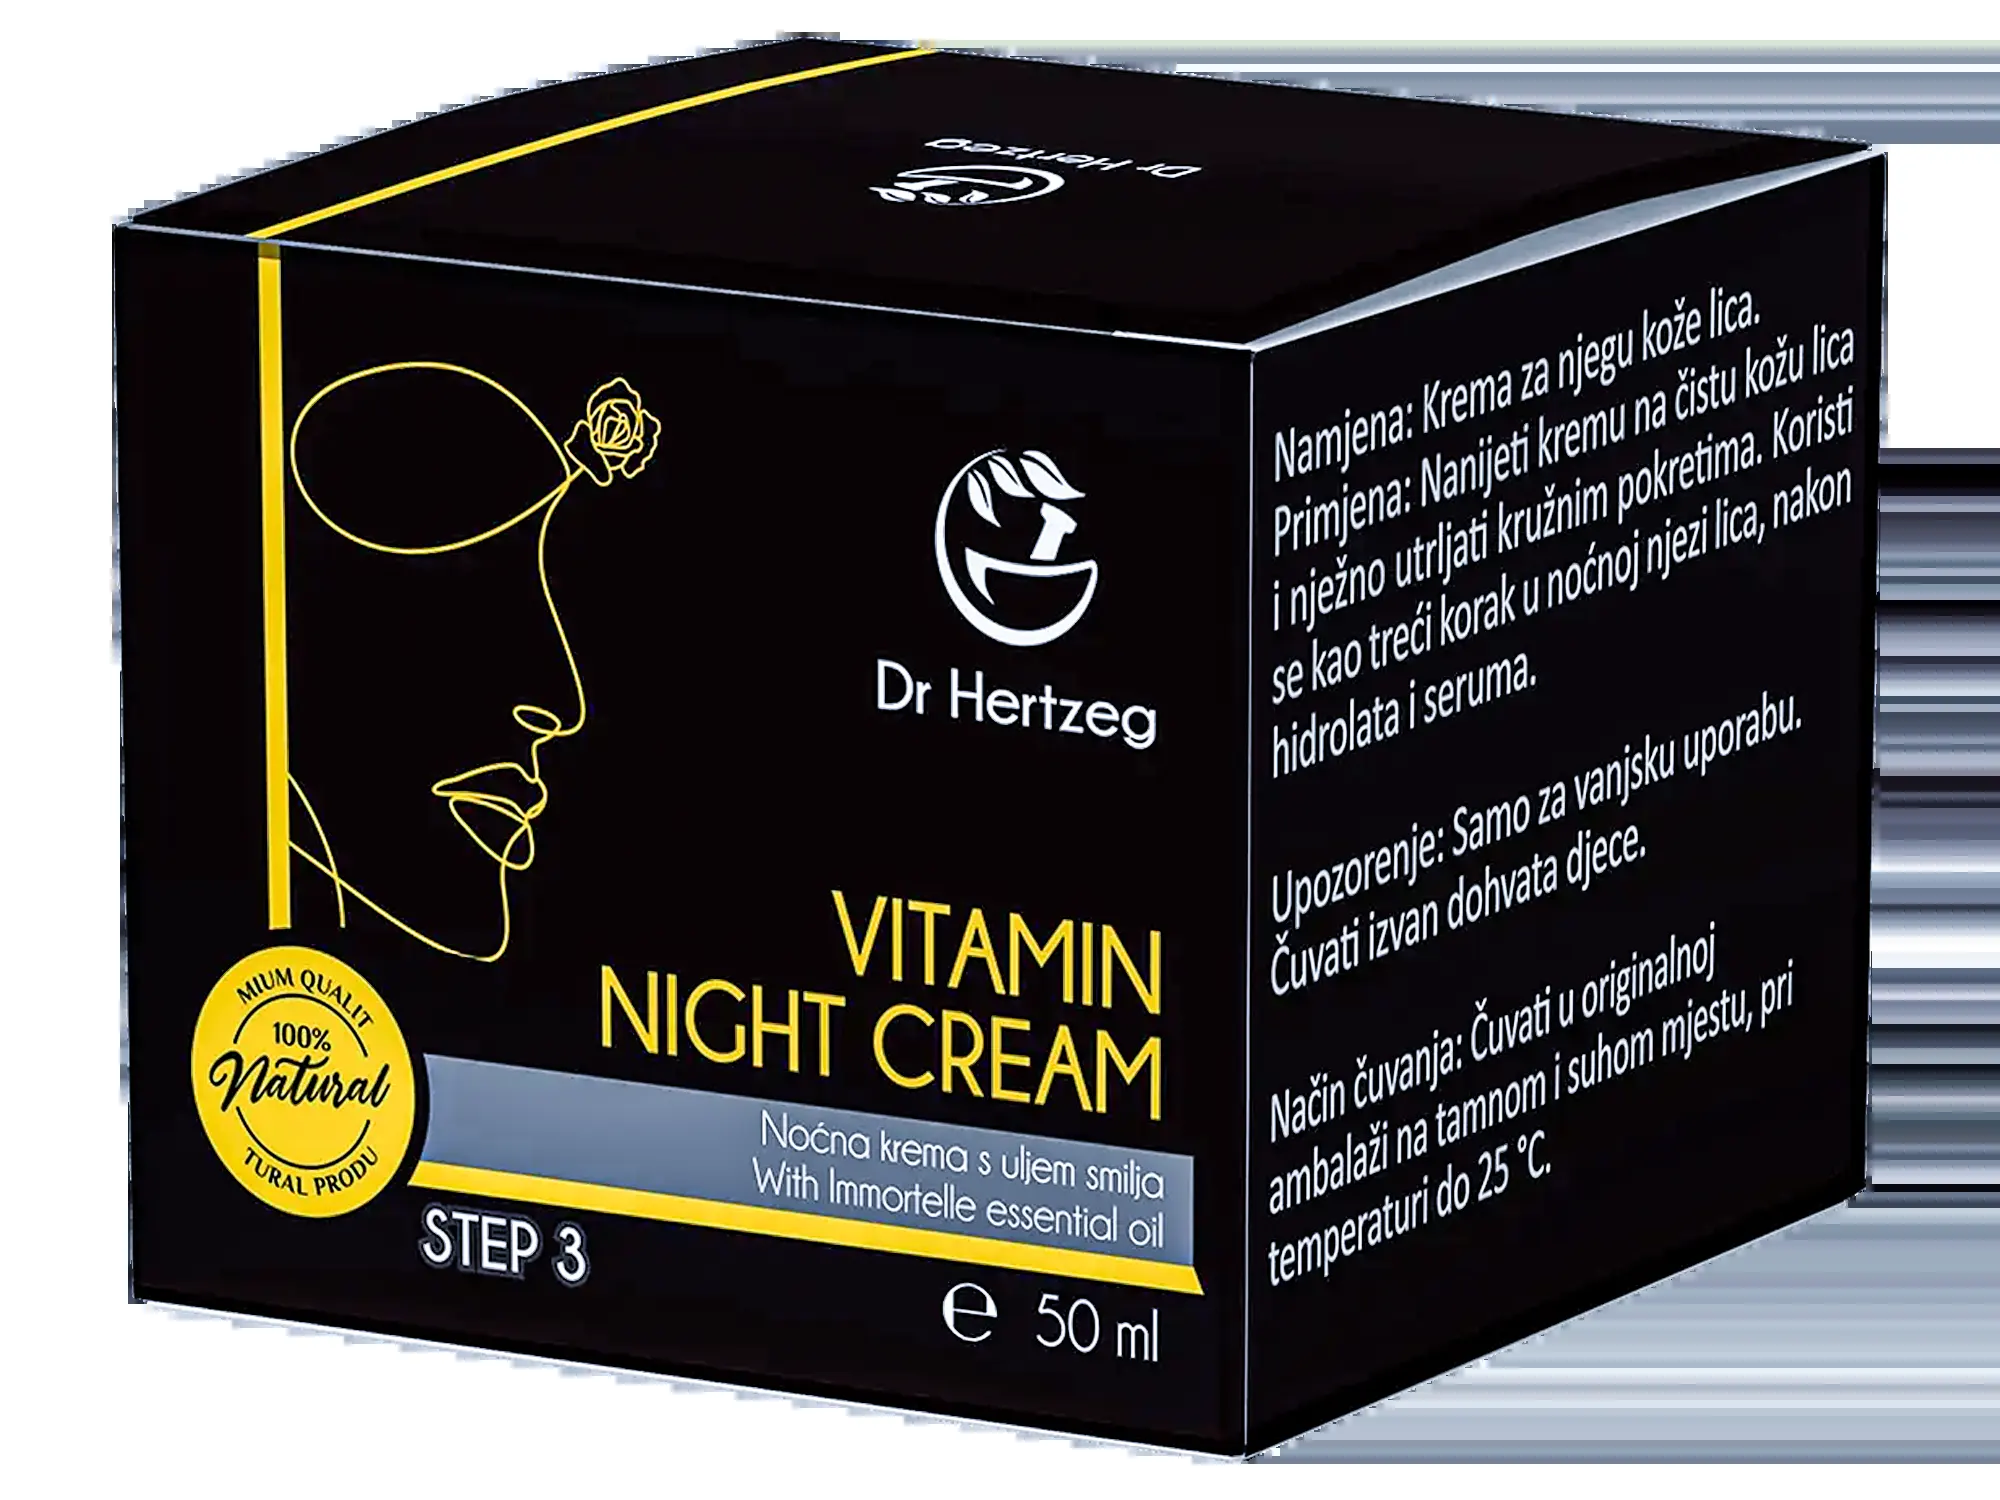 Dr Hertzeg
Dr Hertzeg
VITAMIN
NIGHT CREAM
Noćna krema s uljem smilja
With Immortelle essential oil
MIUM QUALIT
100%
Natural
TURAL PRODU
STEP 3
e 50 ml
Namjena: Krema za njegu kože lica.
Primjena: Nanijeti kremu na čistu kožu lica
i nježno utrljati kružnim pokretima. Koristi
se kao treći korak u noćnoj njezi lica, nakon
hidrolata i seruma.
Upozorenje: Samo za vanjsku uporabu.
Čuvati izvan dohvata djece.
Način čuvanja: Čuvati u originalnoj
ambalaži na tamnom i suhom mjestu, pri
temperaturi do 25 °C.